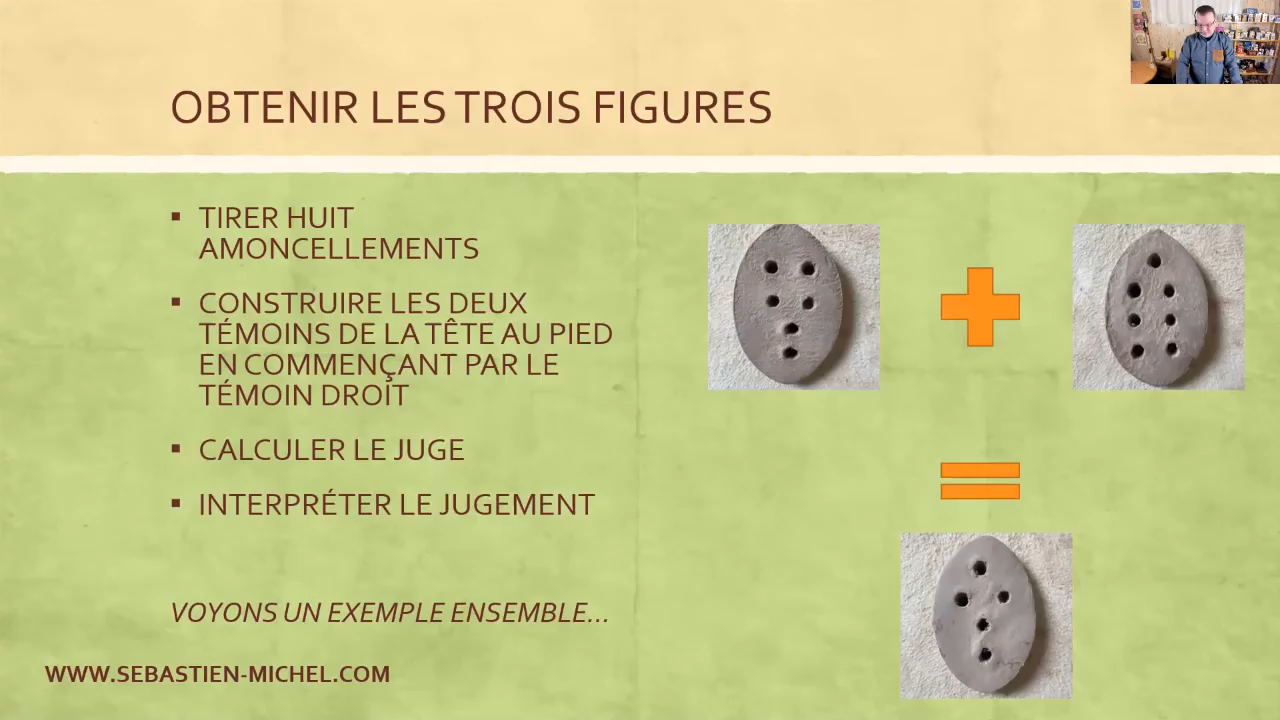 OBTENIR LES TROIS FIGURES
▪ TIRER HUIT
AMONCELLEMENTS
▪ CONSTRUIRE LES DEUX
TÉMOINS DE LA TÊTE AU PIED
EN COMMENÇANT PAR LE
TÉMOIN DROIT
▪ CALCULER LE JUGE
▪ INTERPRÉTER LE JUGEMENT
VOYONS UN EXEMPLE ENSEMBLE...
WWW.SEBASTIEN-MICHEL.COM